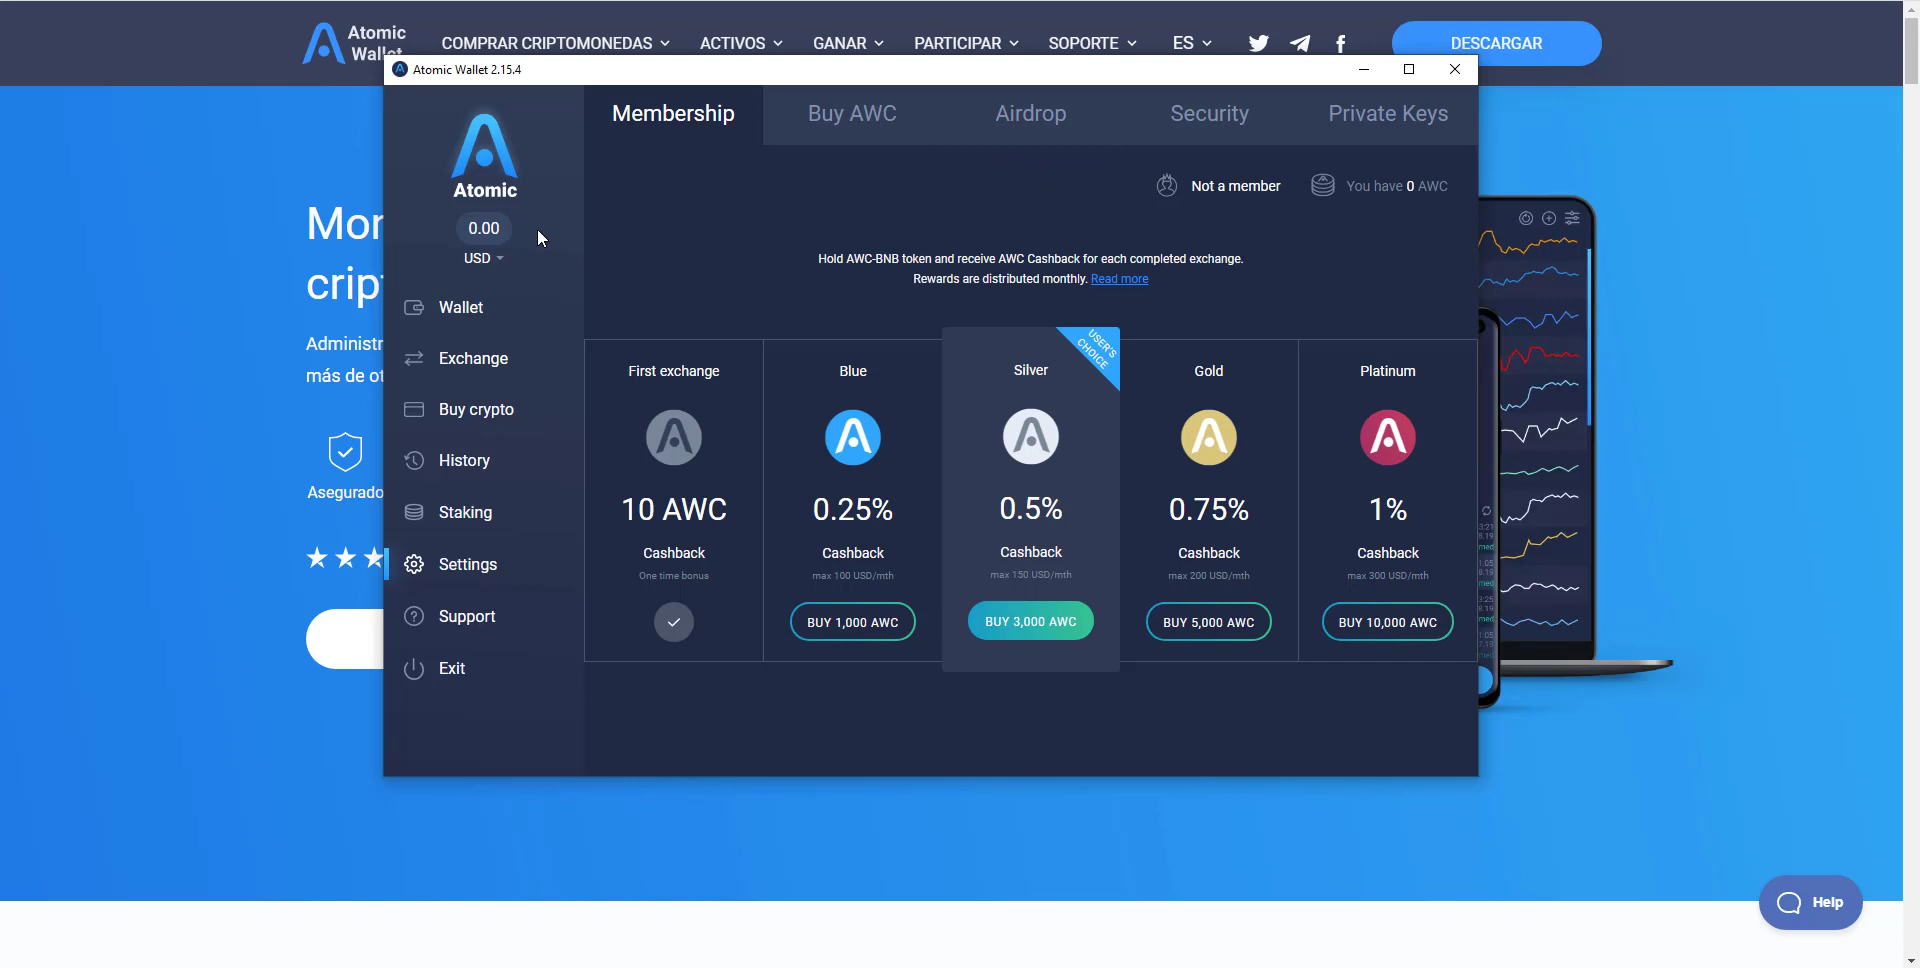 Atomic
Wallet
COMPRAR CRIPTOMONEDAS
ACTIVOS
GANAR
PARTICIPAR
SOPORTE
ES
DESCARGAR
Atomic Wallet 2.15.4
Atomic
0.00
USD
Wallet
Exchange
Buy crypto
History
Staking
Settings
Support
Exit
Membership
Buy AWC
Airdrop
Security
Private Keys
Not a member
You have 0 AWC
Hold AWC-BNB token and receive AWC Cashback for each completed exchange.
Rewards are distributed monthly. Read more
First exchange
10 AWC
Cashback
One time bonus
Blue
0.25%
Cashback
max 100 USD/mth
BUY 1,000 AWC
USER'S
CHOICE
Silver
0.5%
Cashback
max 150 USD/mth
BUY 3,000 AWC
Gold
0.75%
Cashback
max 200 USD/mth
BUY 5,000 AWC
Platinum
1%
Cashback
max 300 USD/mth
BUY 10,000 AWC
Mor
crip
Administr
más de ot
Asegurado
Help